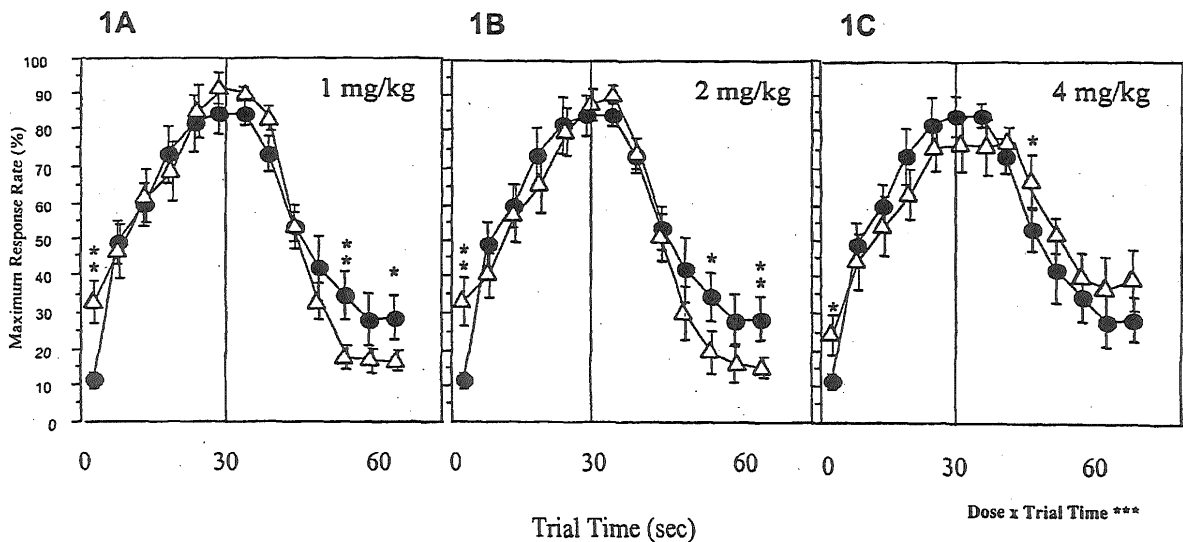 1A
1B
1C
1 mg/kg
2 mg/kg
4 mg/kg
Maximum Response Rate (%)
100
90
80
70
60
50
40
30
20
10
0
*
*
*
*
*
*
*
*
*
*
*
*
0 30 60
0 30 60
0 30 60
Trial Time (sec)
Dose x Trial Time ***